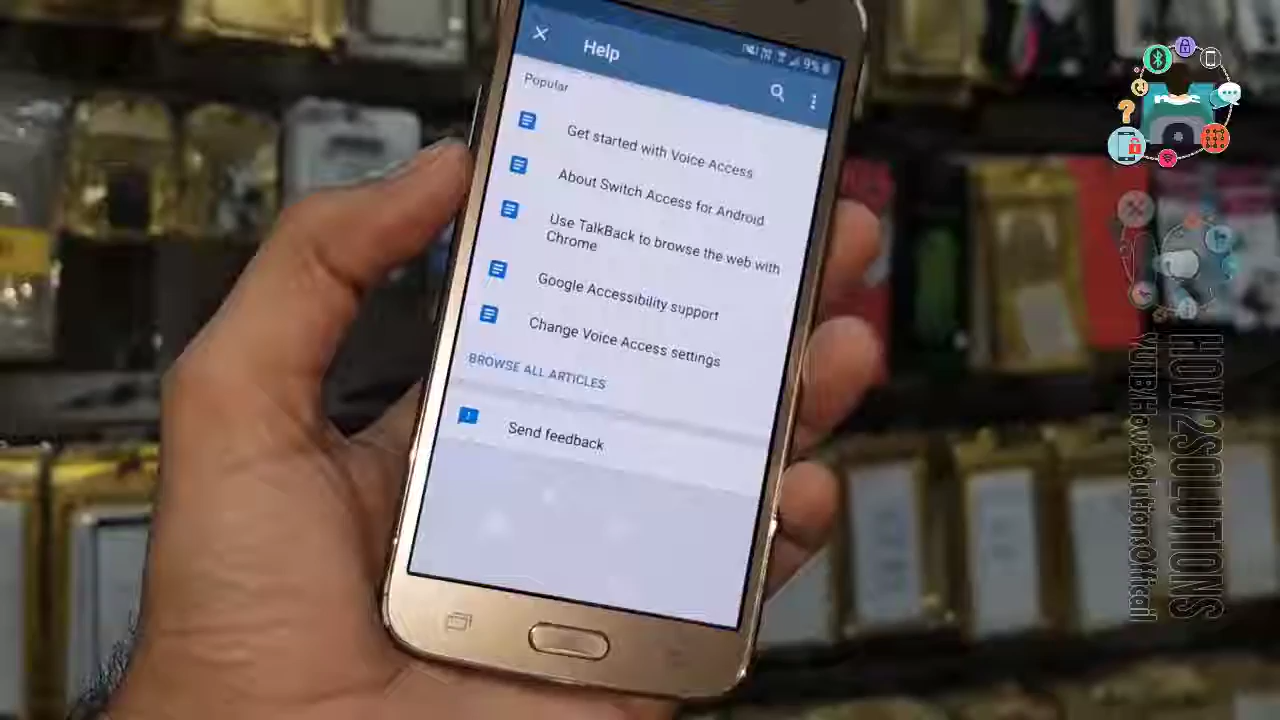 Help
9%
Popular
Get started with Voice Access
About Switch Access for Android
Use TalkBack to browse the web with
Chrome
Google Accessibility support
Change Voice Access settings
BROWSE ALL ARTICLES
Send feedback
HOW2SOLUTIONS